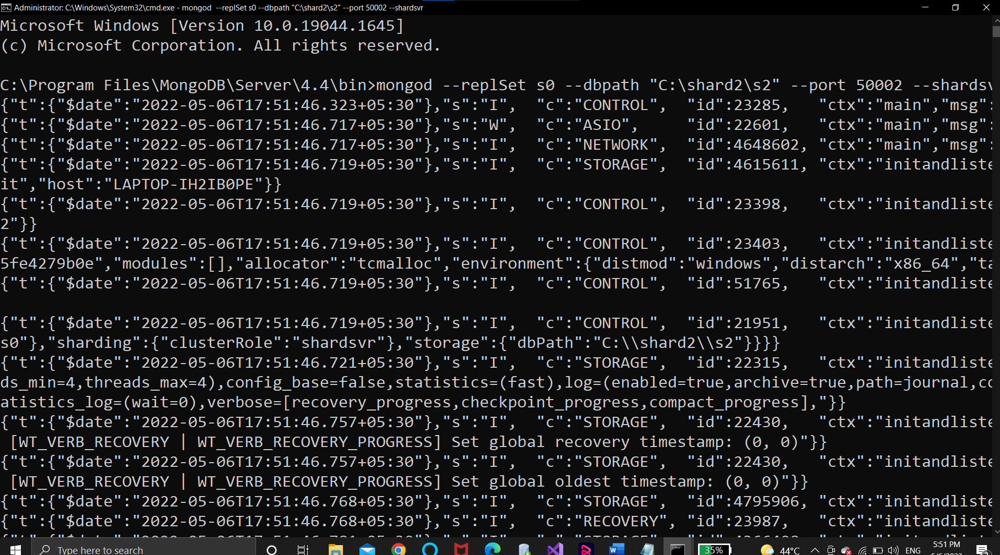 Administrator: C:\Windows\System32\cmd.exe - mongod  --replSet s0 --dbpath "C:\shard2\s2" --port 50002 --shardsvr
Microsoft Windows [Version 10.0.19044.1645]
(c) Microsoft Corporation. All rights reserved.
C:\Program Files\MongoDB\Server\4.4\bin>mongod --replSet s0 --dbpath "C:\shard2\s2" --port 50002 --shardsv
{"t":{"$date":"2022-05-06T17:51:46.323+05:30"},"s":"I",  "c":"CONTROL",  "id":23285,   "ctx":"main","msg":
{"t":{"$date":"2022-05-06T17:51:46.717+05:30"},"s":"W",  "c":"ASIO",     "id":22601,   "ctx":"main","msg":
{"t":{"$date":"2022-05-06T17:51:46.717+05:30"},"s":"I",  "c":"NETWORK",  "id":4648602, "ctx":"main","msg":
{"t":{"$date":"2022-05-06T17:51:46.719+05:30"},"s":"I",  "c":"STORAGE",  "id":4615611, "ctx":"initandliste
it","host":"LAPTOP-IH2IB0PE"}}
{"t":{"$date":"2022-05-06T17:51:46.719+05:30"},"s":"I",  "c":"CONTROL",  "id":23398,   "ctx":"initandliste
2"}}
{"t":{"$date":"2022-05-06T17:51:46.719+05:30"},"s":"I",  "c":"CONTROL",  "id":23403,   "ctx":"initandliste
5fe4279b0e","modules":[],"allocator":"tcmalloc","environment":{"distmod":"windows","distarch":"x86_64","ta
{"t":{"$date":"2022-05-06T17:51:46.719+05:30"},"s":"I",  "c":"CONTROL",  "id":51765,   "ctx":"initandliste
{"t":{"$date":"2022-05-06T17:51:46.719+05:30"},"s":"I",  "c":"CONTROL",  "id":21951,   "ctx":"initandliste
s0"},"sharding":{"clusterRole":"shardsvr"},"storage":{"dbPath":"C:\\shard2\\s2"}}}}
{"t":{"$date":"2022-05-06T17:51:46.721+05:30"},"s":"I",  "c":"STORAGE",  "id":22315,   "ctx":"initandliste
ds_min=4,threads_max=4),config_base=false,statistics=(fast),log=(enabled=true,archive=true,path=journal,co
atistics_log=(wait=0),verbose=[recovery_progress,checkpoint_progress,compact_progress],"}}
{"t":{"$date":"2022-05-06T17:51:46.757+05:30"},"s":"I",  "c":"STORAGE",  "id":22430,   "ctx":"initandliste
[WT_VERB_RECOVERY | WT_VERB_RECOVERY_PROGRESS] Set global recovery timestamp: (0, 0)"}}
{"t":{"$date":"2022-05-06T17:51:46.757+05:30"},"s":"I",  "c":"STORAGE",  "id":22430,   "ctx":"initandliste
[WT_VERB_RECOVERY | WT_VERB_RECOVERY_PROGRESS] Set global oldest timestamp: (0, 0)"}}
{"t":{"$date":"2022-05-06T17:51:46.768+05:30"},"s":"I",  "c":"STORAGE",  "id":4795906, "ctx":"initandliste
{"t":{"$date":"2022-05-06T17:51:46.768+05:30"},"s":"I",  "c":"RECOVERY", "id":23987,   "ctx":"initandliste
Type here to search
35%
44°C
ENG
5:51 PM